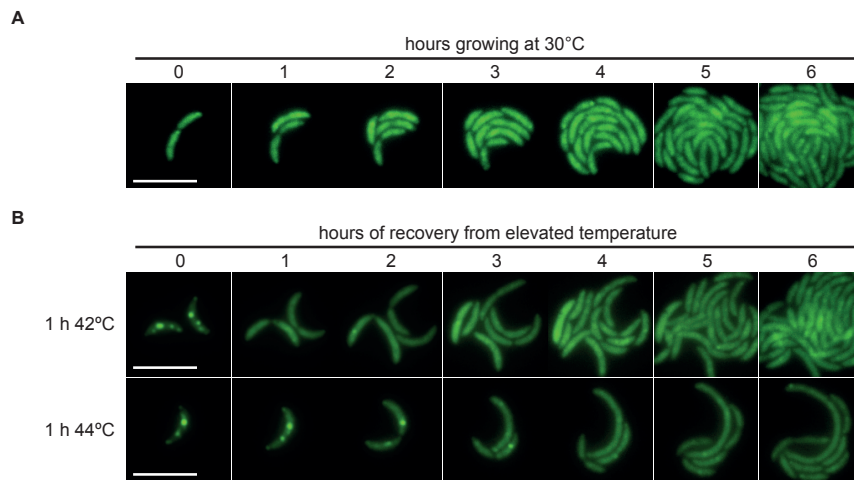 A
hours growing at 30°C
0 1 2 3 4 5 6
B
hours of recovery from elevated temperature
0 1 2 3 4 5 6
1 h 42ºC
1 h 44ºC